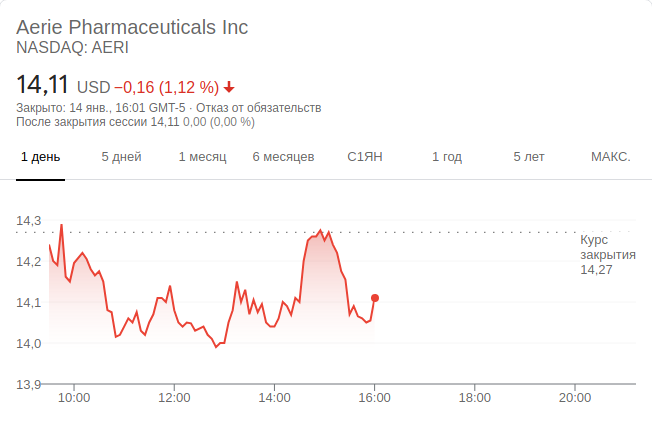 Aerie Pharmaceuticals Inc
NASDAQ: AERI
14,11 USD −0,16 (1,12 %)
Закрыто: 14 янв., 16:01 GMT-5 · Отказ от обязательств
После закрытия сессии 14,11 0,00 (0,00 %)
1 день 5 дней 1 месяц 6 месяцев С1ЯН 1 год 5 лет МАКС.
14,3
Курс
закрытия
14,27
14,2
14,1
14,0
13,9
10:00 12:00 14:00 16:00 18:00 20:00